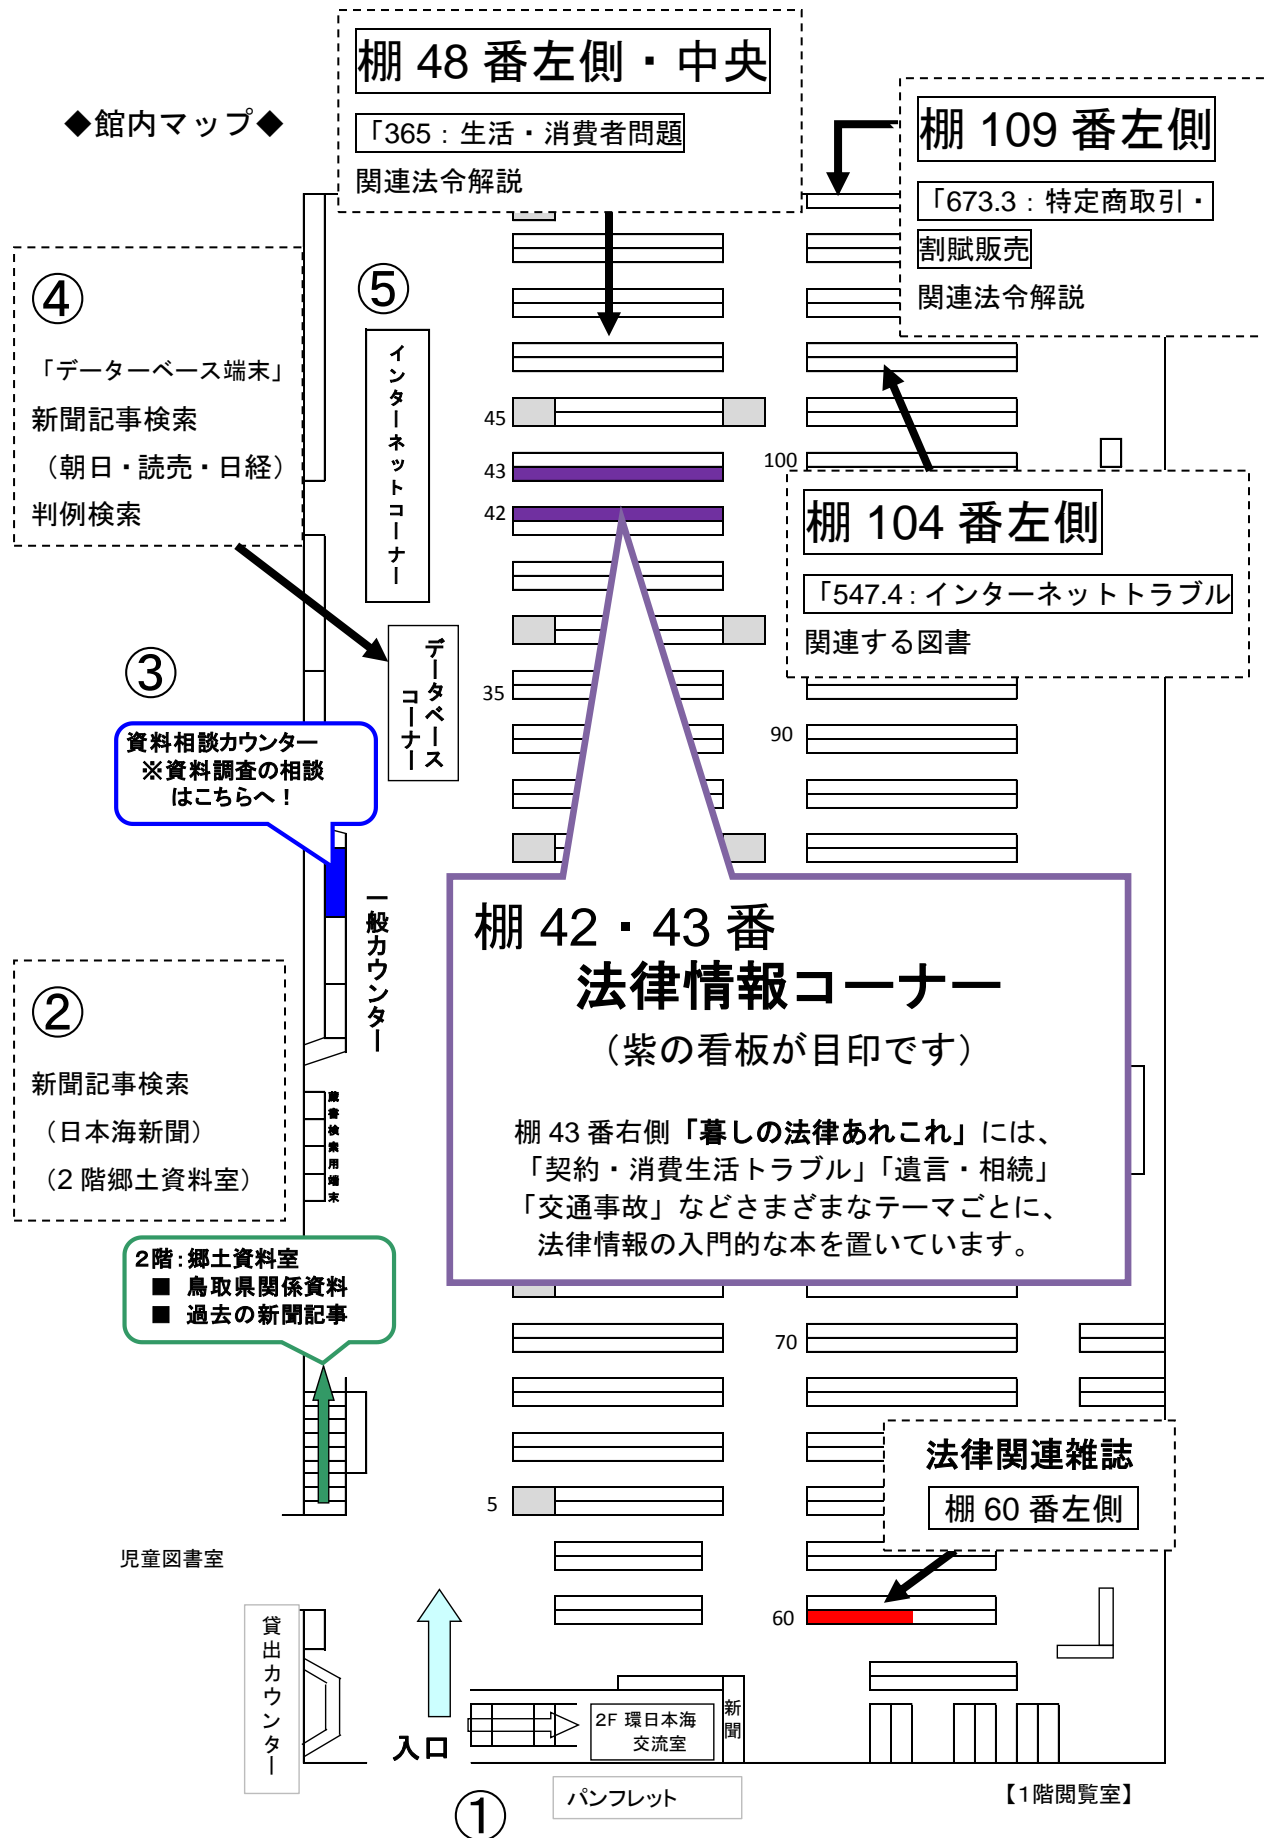 ◆館内マップ◆
棚 48 番左側・中央
「365：生活・消費者問題
関連法令解説
棚 109 番左側
「673.3：特定商取引・
割賦販売
関連法令解説
④
「データーベース端末」
新聞記事検索
（朝日・読売・日経）
判例検索
⑤
インターネットコーナー
45
43
42
100
棚 104 番左側
「547.4：インターネットトラブル
関連する図書
③
資料相談カウンター
※資料調査の相談
はこちらへ！
データベース
コーナー
35
90
一般カウンター
棚 42・43 番
法律情報コーナー
（紫の看板が目印です）
棚 43 番右側「暮しの法律あれこれ」には、
「契約・消費生活トラブル」「遺言・相続」
「交通事故」などさまざまなテーマごとに、
法律情報の入門的な本を置いています。
②
新聞記事検索
（日本海新聞）
（2 階郷土資料室）
蔵書検索用端末
２階：郷土資料室
■ 鳥取県関係資料
■ 過去の新聞記事
70
5
法律関連雑誌
棚 60 番左側
60
児童図書室
貸出カウンター
入口
2F 環日本海
交流室
新聞
①
パンフレット
【1階閲覧室】